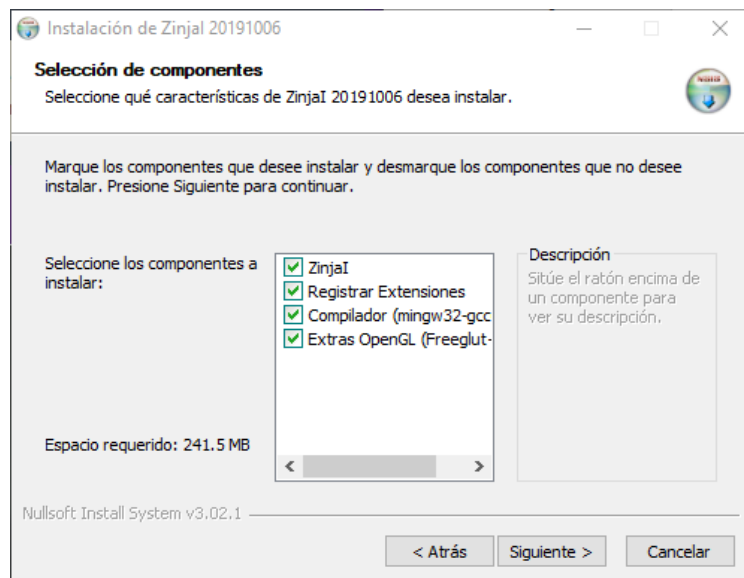 Instalación de ZinjaI 20191006
Selección de componentes
Seleccione qué características de ZinjaI 20191006 desea instalar.
Marque los componentes que desee instalar y desmarque los componentes que no desee
instalar. Presione Siguiente para continuar.
Seleccione los componentes a
instalar:
ZinjaI
Registrar Extensiones
Compilador (mingw32-gcc
Extras OpenGL (Freeglut-
Descripción
Sitúe el ratón encima de
un componente para
ver su descripción.
Espacio requerido: 241.5 MB
Nullsoft Install System v3.02.1
< Atrás
Siguiente >
Cancelar